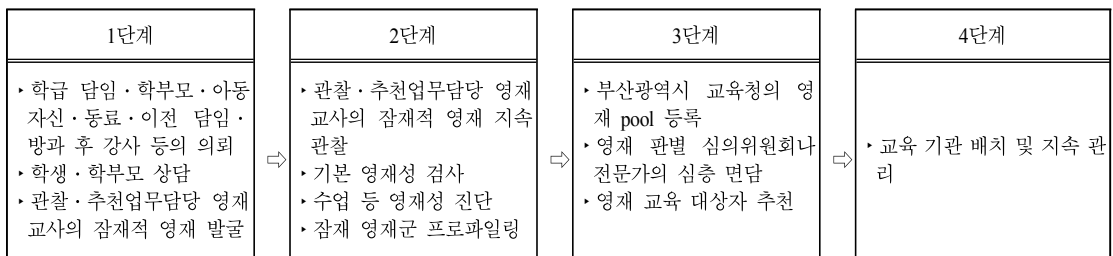 1단계
‣학급 담임·학부모·아동
자신·동료·이전 담임·
방과 후 강사 등의 의뢰
‣학생·학부모 상담
‣관찰·추천업무담당 영재
교사의 잠재적 영재 발굴
⇨
2단계
‣관찰·추천업무담당 영재
교사의 잠재적 영재 지속
관찰
‣기본 영재성 검사
‣수업 등 영재성 진단
‣잠재 영재군 프로파일링
⇨
3단계
‣부산광역시 교육청의 영
재 pool 등록
‣영재 판별 심의위원회나
전문가의 심층 면담
‣영재 교육 대상자 추천
⇨
4단계
‣교육 기관 배치 및 지속 관
리